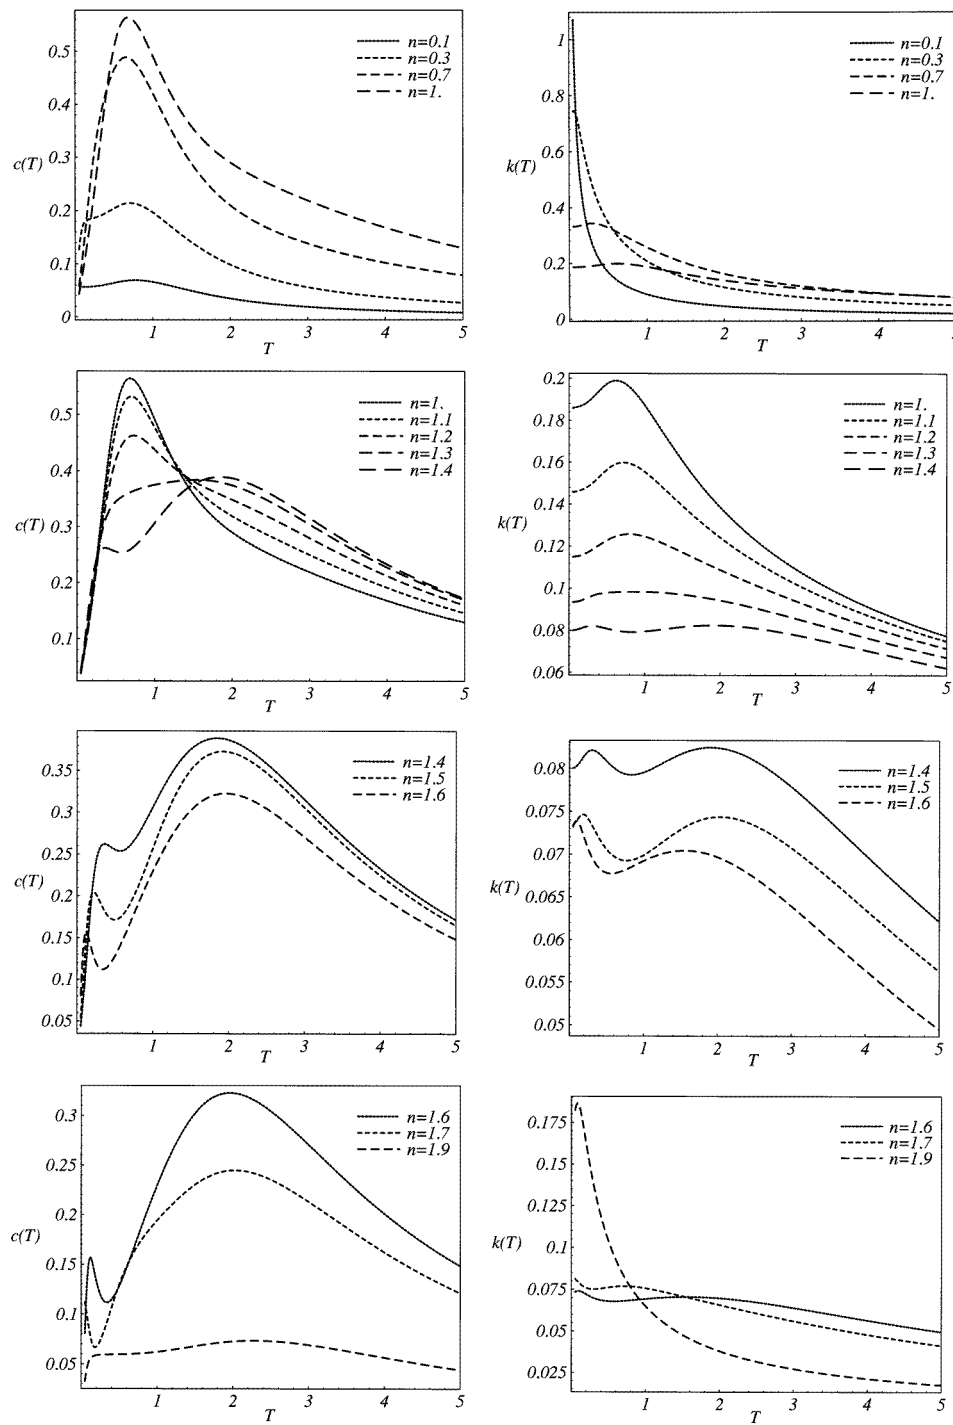 n=0.1
n=0.3
n=0.7
n=1.
0.5
0.4
0.3
0.2
0.1
0
c(T)
1 2 3 4 5
T
n=0.1
n=0.3
n=0.7
n=1.
1
0.8
0.6
0.4
0.2
0
k(T)
1 2 3 4 5
T
n=1.
n=1.1
n=1.2
n=1.3
n=1.4
0.5
0.4
0.3
0.2
0.1
c(T)
1 2 3 4 5
T
n=1.
n=1.1
n=1.2
n=1.3
n=1.4
0.2
0.18
0.16
0.14
0.12
0.1
0.08
0.06
k(T)
1 2 3 4 5
T
n=1.4
n=1.5
n=1.6
0.35
0.3
0.25
0.2
0.15
0.1
0.05
c(T)
1 2 3 4 5
T
n=1.4
n=1.5
n=1.6
0.08
0.075
0.07
0.065
0.06
0.055
0.05
k(T)
1 2 3 4 5
T
n=1.6
n=1.7
n=1.9
0.3
0.25
0.2
0.15
0.1
0.05
c(T)
1 2 3 4 5
T
n=1.6
n=1.7
n=1.9
0.175
0.15
0.125
0.1
0.075
0.05
0.025
k(T)
1 2 3 4 5
T